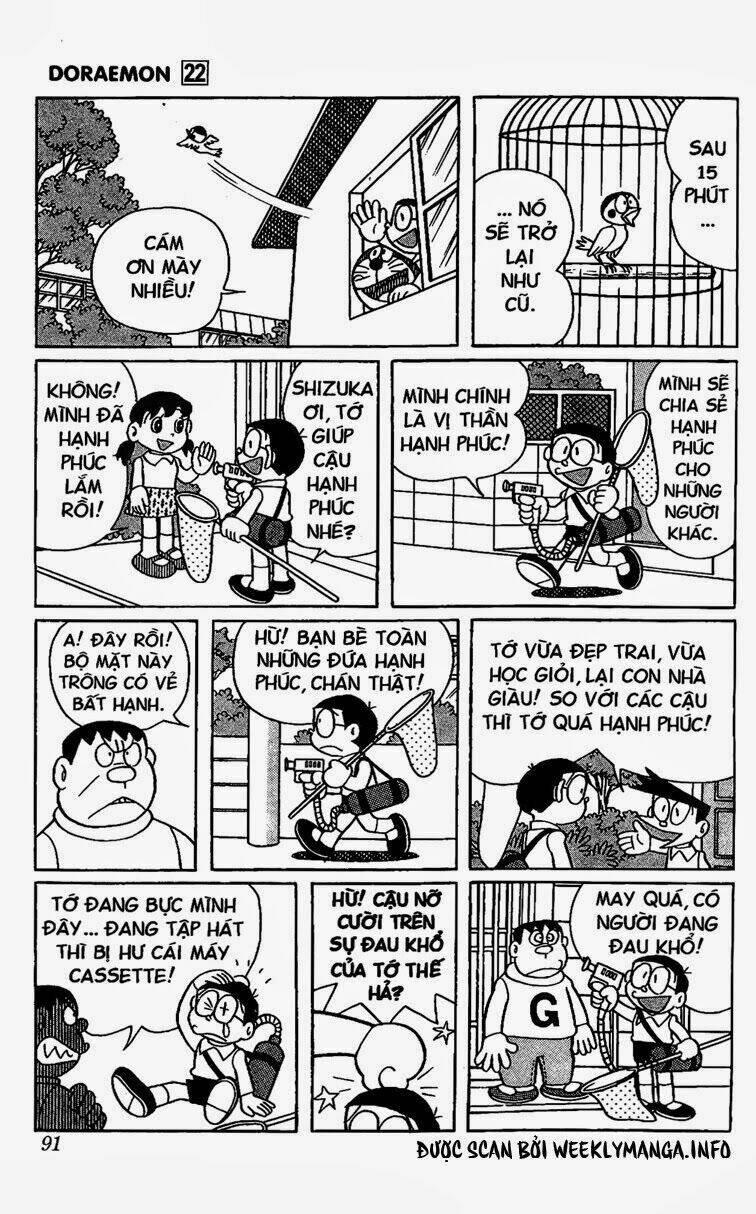 DORAEMON 22
SAU
15
PHÚT
...
... NÓ
SẼ TRỞ
LẠI
NHƯ
CŨ.
CÁM
ƠN MÀY
NHIỀU!
MÌNH SẼ
CHIA SẺ
HẠNH
PHÚC
CHO
NHỮNG
NGƯỜI
KHÁC.
MÌNH CHÍNH
LÀ VỊ THẦN
HẠNH PHÚC!
SHIZUKA
ƠI, TỚ
GIÚP
CẬU
HẠNH
PHÚC
NHÉ?
KHÔNG!
MÌNH ĐÃ
HẠNH
PHÚC
LẮM
RỒI!
TỚ VỪA ĐẸP TRAI, VỪA
HỌC GIỎI, LẠI CON NHÀ
GIÀU! SO VỚI CÁC CẬU
THÌ TỚ QUÁ HẠNH PHÚC!
HỪ! BẠN BÈ TOÀN
NHỮNG ĐỨA HẠNH
PHÚC, CHÁN THẬT!
A! ĐÂY RỒI!
BỘ MẶT NÀY
TRÔNG CÓ VẺ
BẤT HẠNH.
MAY QUÁ, CÓ
NGƯỜI ĐANG
ĐAU KHỔ!
G
HỪ! CẬU NỠ
CƯỜI TRÊN
SỰ ĐAU KHỔ
CỦA TỚ THẾ
HẢ?
TỚ ĐANG BỰC MÌNH
ĐÂY... ĐANG TẬP HÁT
THÌ BỊ HƯ CÁI MÁY
CASSETTE!
91
ĐƯỢC SCAN BỞI WEEKLYMANGA.INFO